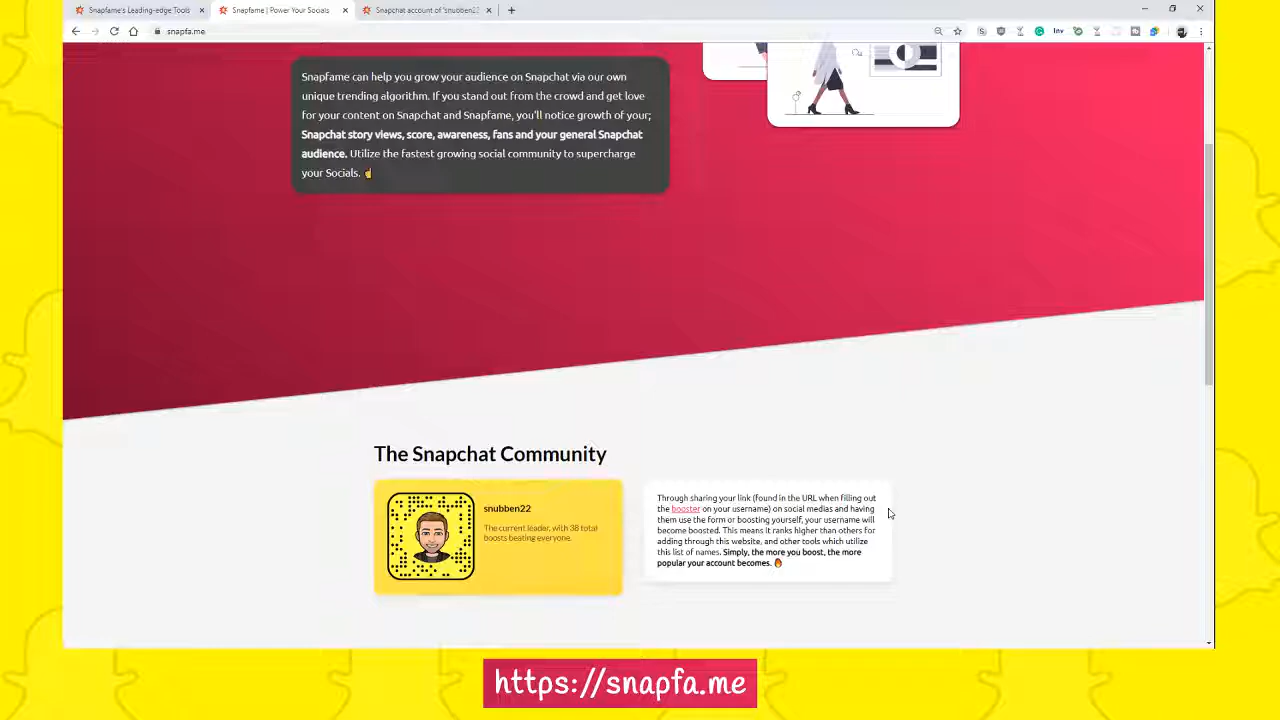 Snapfame's Leading-edge Tools
Snapfame | Power Your Socials
Snapchat account of 'snubben22'
snapfa.me
Snapfame can help you grow your audience on Snapchat via our own
unique trending algorithm. If you stand out from the crowd and get love
for your content on Snapchat and Snapfame, you'll notice growth of your;
Snapchat story views, score, awareness, fans and your general Snapchat
audience. Utilize the fastest growing social community to supercharge
your Socials. ☝
The Snapchat Community
snubben22
The current leader, with 38 total
boosts beating everyone.
Through sharing your link (found in the URL when filling out
the booster on your username) on social medias and having
them use the form or boosting yourself, your username will
become boosted. This means it ranks higher than others for
adding through this website, and other tools which utilize
this list of names. Simply, the more you boost, the more
popular your account becomes. 🔥
https://snapfa.me